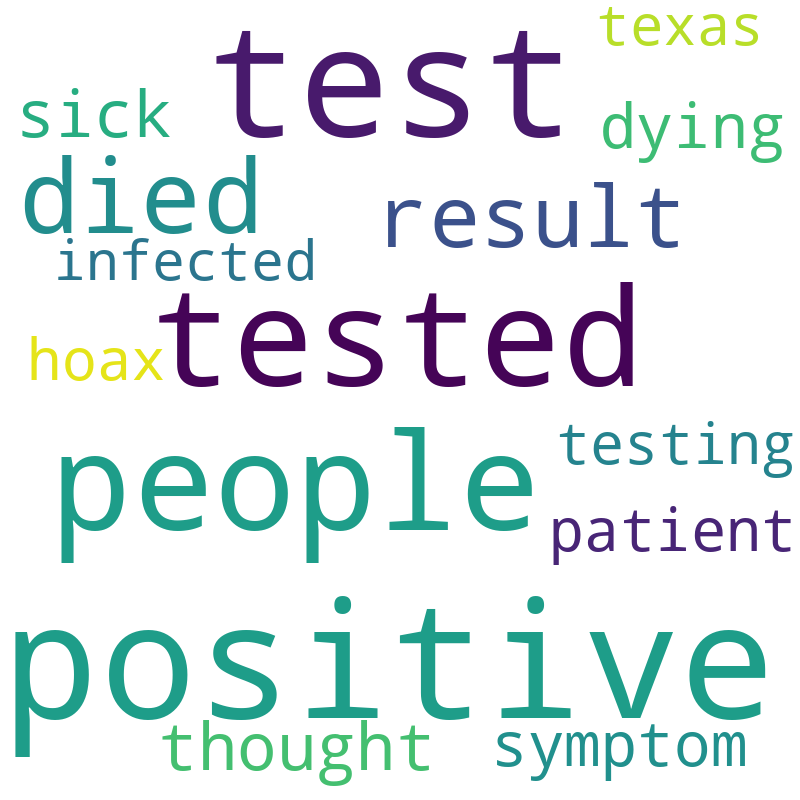 texas
test
sick
dying
died
result
infected
tested
hoax
testing
people
patient
positive
thought
symptom